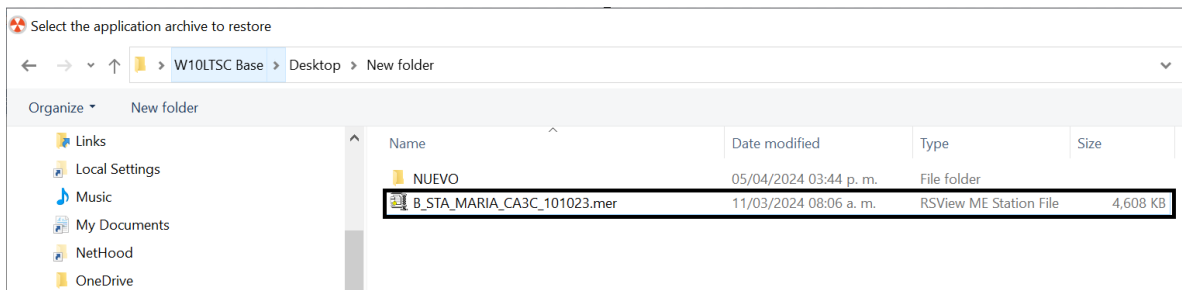 Select the application archive to restore
W10LTSC Base > Desktop > New folder
Organize New folder
Links
Local Settings
Music
My Documents
NetHood
OneDrive
Name Date modified Type Size
NUEVO 05/04/2024 03:44 p. m. File folder
B_STA_MARIA_CA3C_101023.mer 11/03/2024 08:06 a. m. RSView ME Station File 4,608 KB